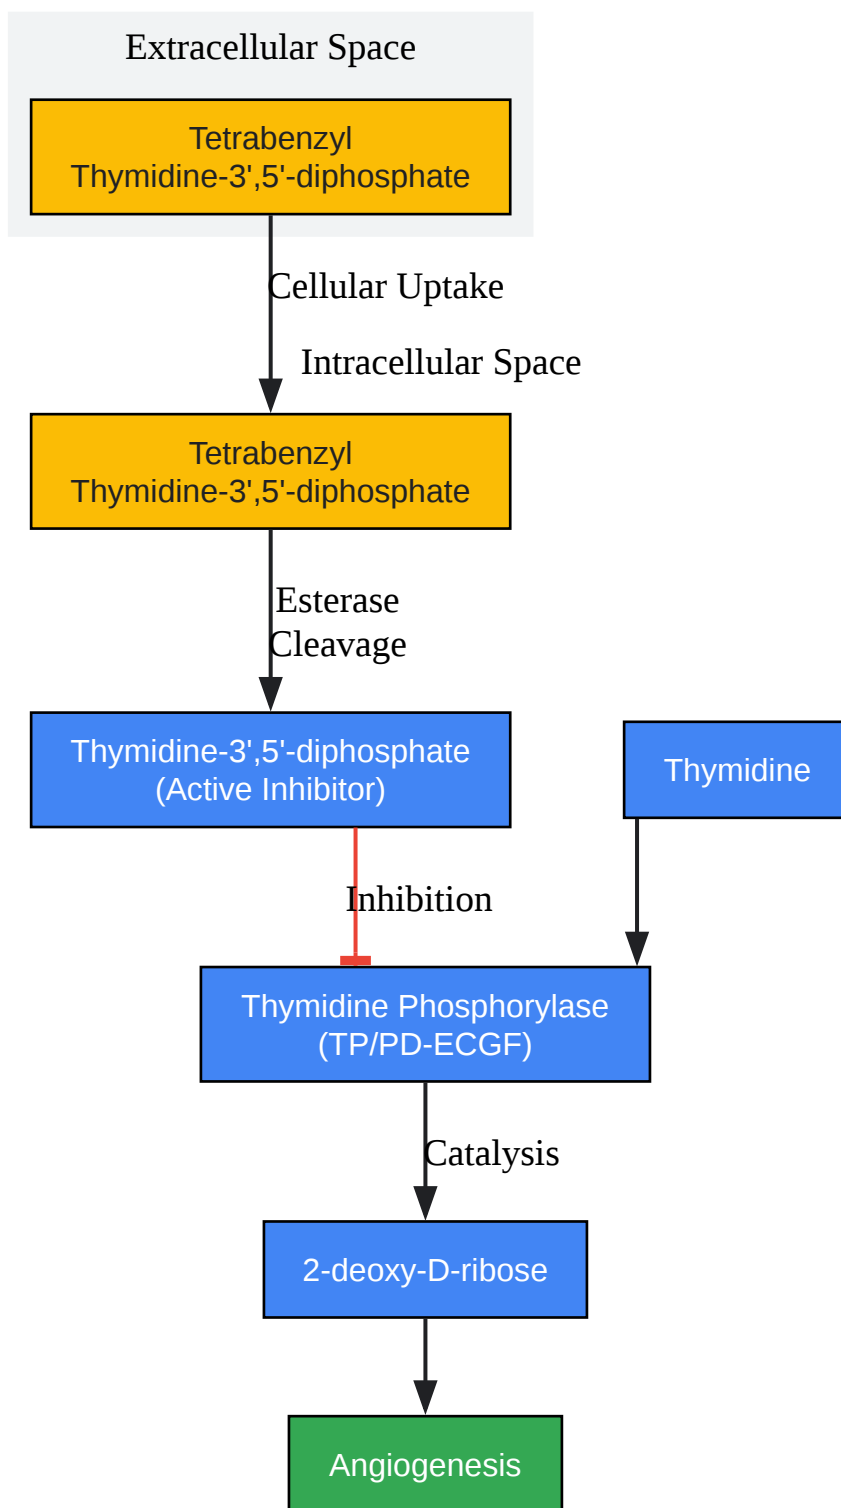 Extracellular Space
Tetrabenzyl
Thymidine-3',5'-diphosphate
Cellular Uptake
Intracellular Space
Tetrabenzyl
Thymidine-3',5'-diphosphate
Esterase
Cleavage
Thymidine-3',5'-diphosphate
(Active Inhibitor)
Thymidine
Inhibition
Thymidine Phosphorylase
(TP/PD-ECGF)
Catalysis
2-deoxy-D-ribose
Angiogenesis